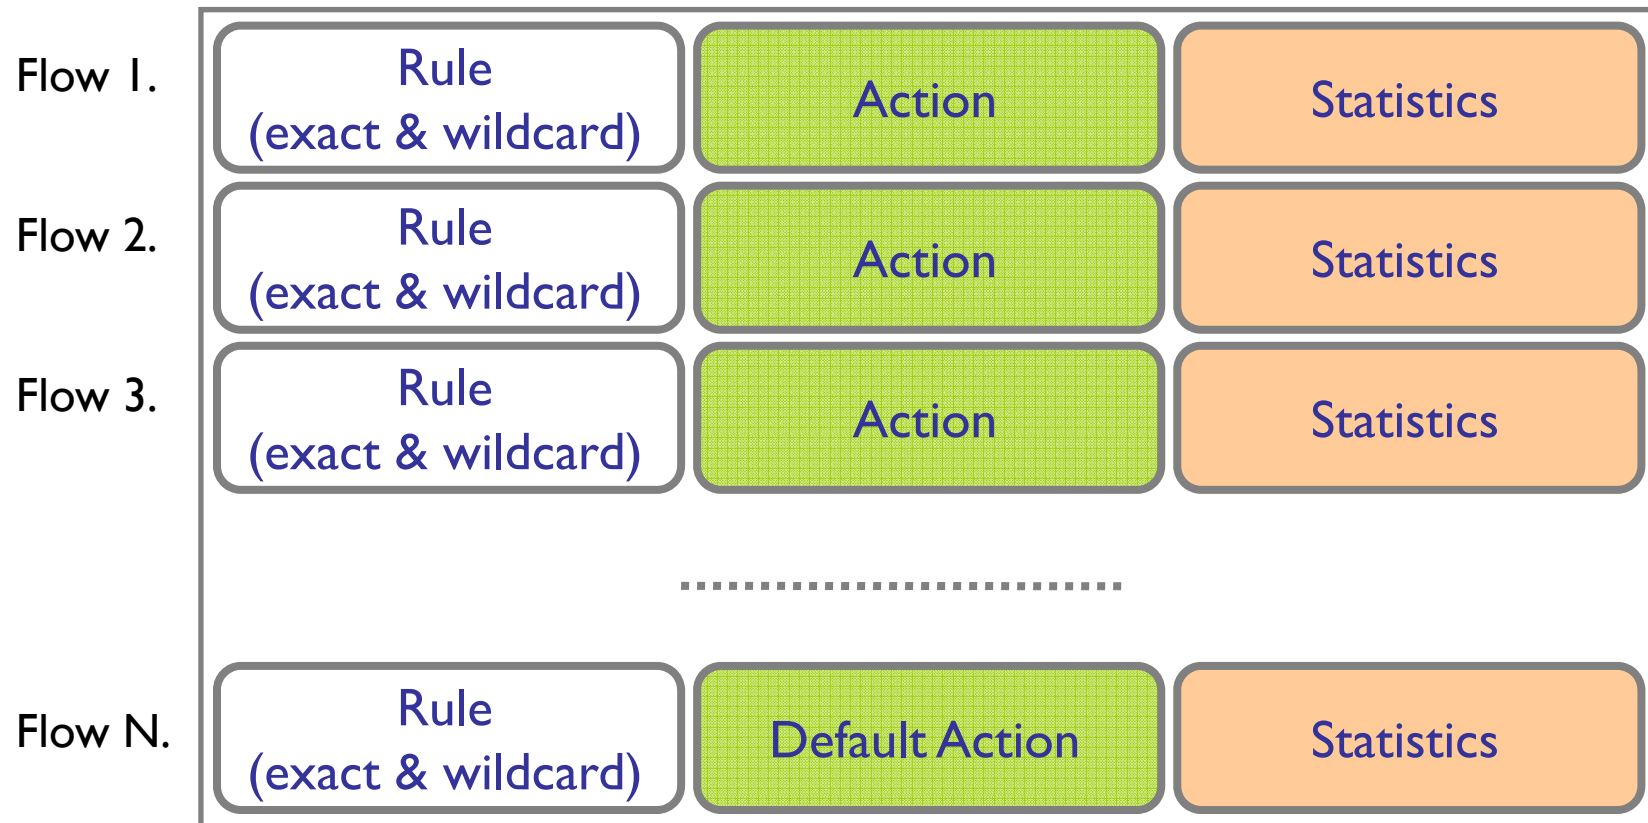 Flow 1.
Rule
(exact & wildcard)
Action
Statistics
Flow 2.
Rule
(exact & wildcard)
Action
Statistics
Flow 3.
Rule
(exact & wildcard)
Action
Statistics
Flow N.
Rule
(exact & wildcard)
Default Action
Statistics